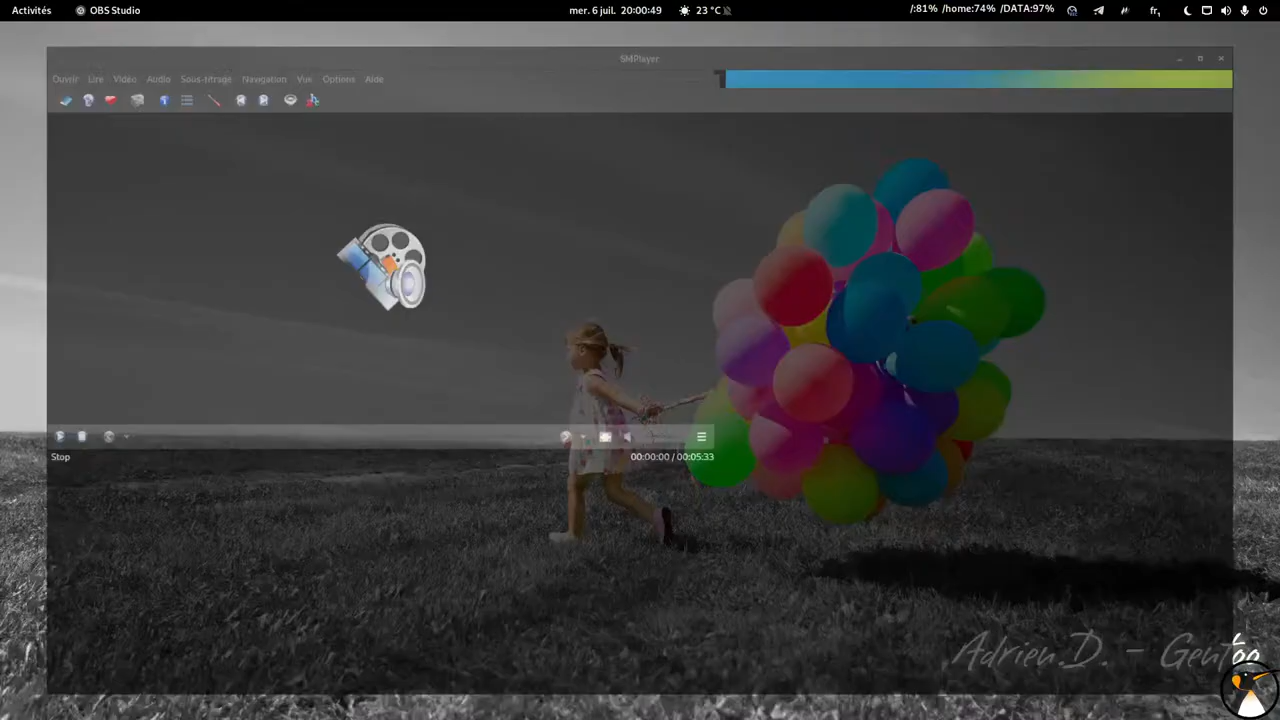 Activités OBS Studio mer. 6 juil. 20:00:49 23 °C /:81% /home:74% /DATA:97% fr₁
SMPlayer
Ouvrir Lire Vidéo Audio Sous-titrage Navigation Vue Options Aide
Stop 00:00:00 / 00:05:33
Adrien.D. - Gentoo